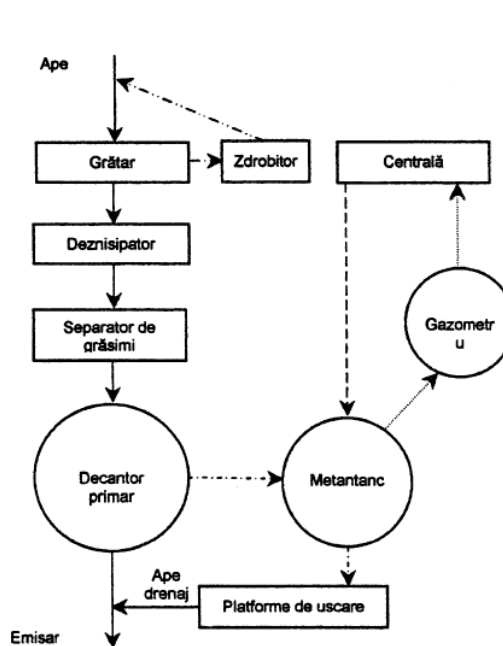 Ape
Grătar
Zdrobitor
Centrală
Deznisipator
Separator de
grăsimi
Gazometr
u
Decantor
primar
Metantanc
Ape
drenaj
Platforme de uscare
Emisar